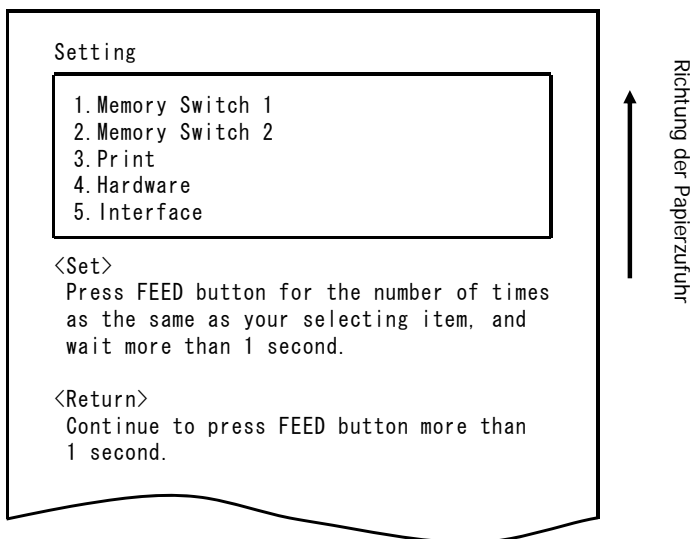 Setting
1.Memory Switch 1
2.Memory Switch 2
3.Print
4.Hardware
5.Interface
<Set>
Press FEED button for the number of times
as the same as your selecting item, and
wait more than 1 second.
<Return>
Continue to press FEED button more than
1 second.
Richtung der Papierzufuhr